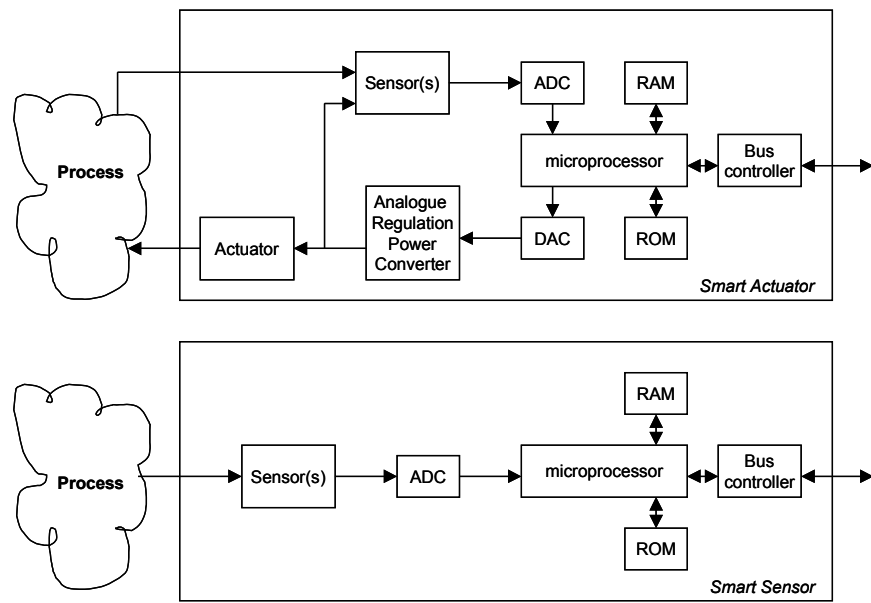 Sensor(s)
ADC
RAM
Process
microprocessor
Bus
controller
Analogue
Regulation
Power
Converter
Actuator
DAC
ROM
Smart Actuator
RAM
Process
Sensor(s)
ADC
microprocessor
Bus
controller
ROM
Smart Sensor